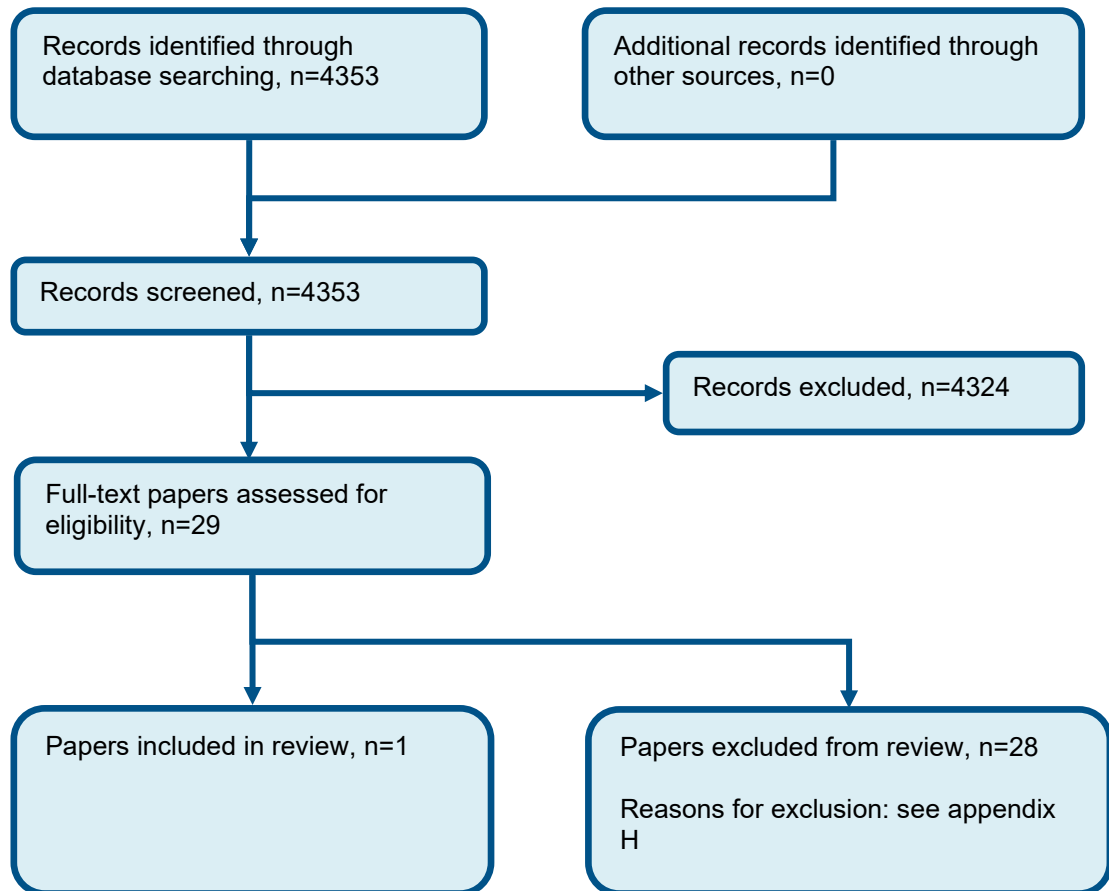 Records identified through
database searching, n=4353
Additional records identified through
other sources, n=0
Records screened, n=4353
Records excluded, n=4324
Full-text papers assessed for
eligibility, n=29
Papers included in review, n=1
Papers excluded from review, n=28
Reasons for exclusion: see appendix
H